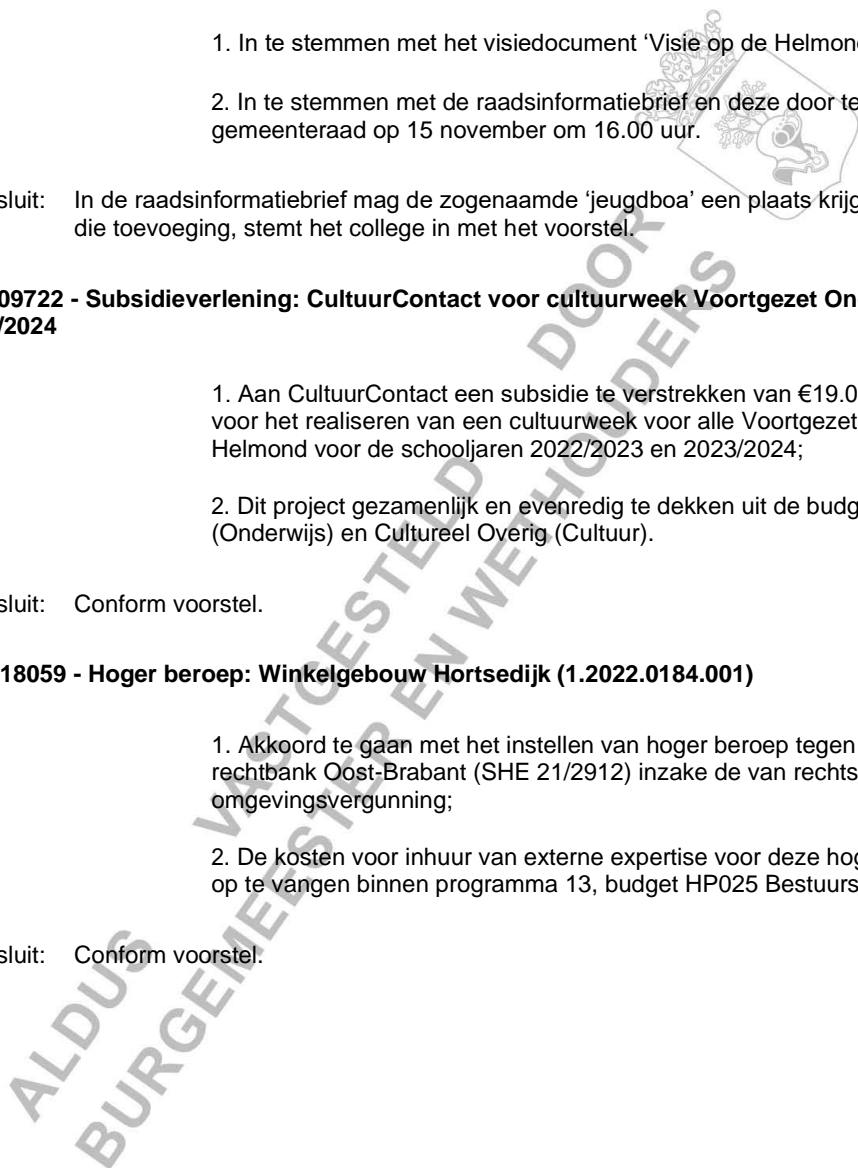 1. In te stemmen met het visiedocument ‘Visie op de Helmond
2. In te stemmen met de raadsinformatiebrief en deze door te
gemeenteraad op 15 november om 16.00 uur.
sluit: In de raadsinformatiebrief mag de zogenaamde ‘jeugdboa’ een plaats krijg
die toevoeging, stemt het college in met het voorstel.
09722 - Subsidieverlening: CultuurContact voor cultuurweek Voortgezet On
/2024
1. Aan CultuurContact een subsidie te verstrekken van €19.0
voor het realiseren van een cultuurweek voor alle Voortgezet
Helmond voor de schooljaren 2022/2023 en 2023/2024;
2. Dit project gezamenlijk en evenredig te dekken uit de budg
(Onderwijs) en Cultureel Overig (Cultuur).
sluit: Conform voorstel.
18059 - Hoger beroep: Winkelgebouw Hortsedijk (1.2022.0184.001)
1. Akkoord te gaan met het instellen van hoger beroep tegen
rechtbank Oost-Brabant (SHE 21/2912) inzake de van rechts
omgevingsvergunning;
2. De kosten voor inhuur van externe expertise voor deze hog
op te vangen binnen programma 13, budget HP025 Bestuurs
sluit: Conform voorstel.
ALDUS VASTGESTELD DOOR
BURGEMEESTER EN WETHOUDERS